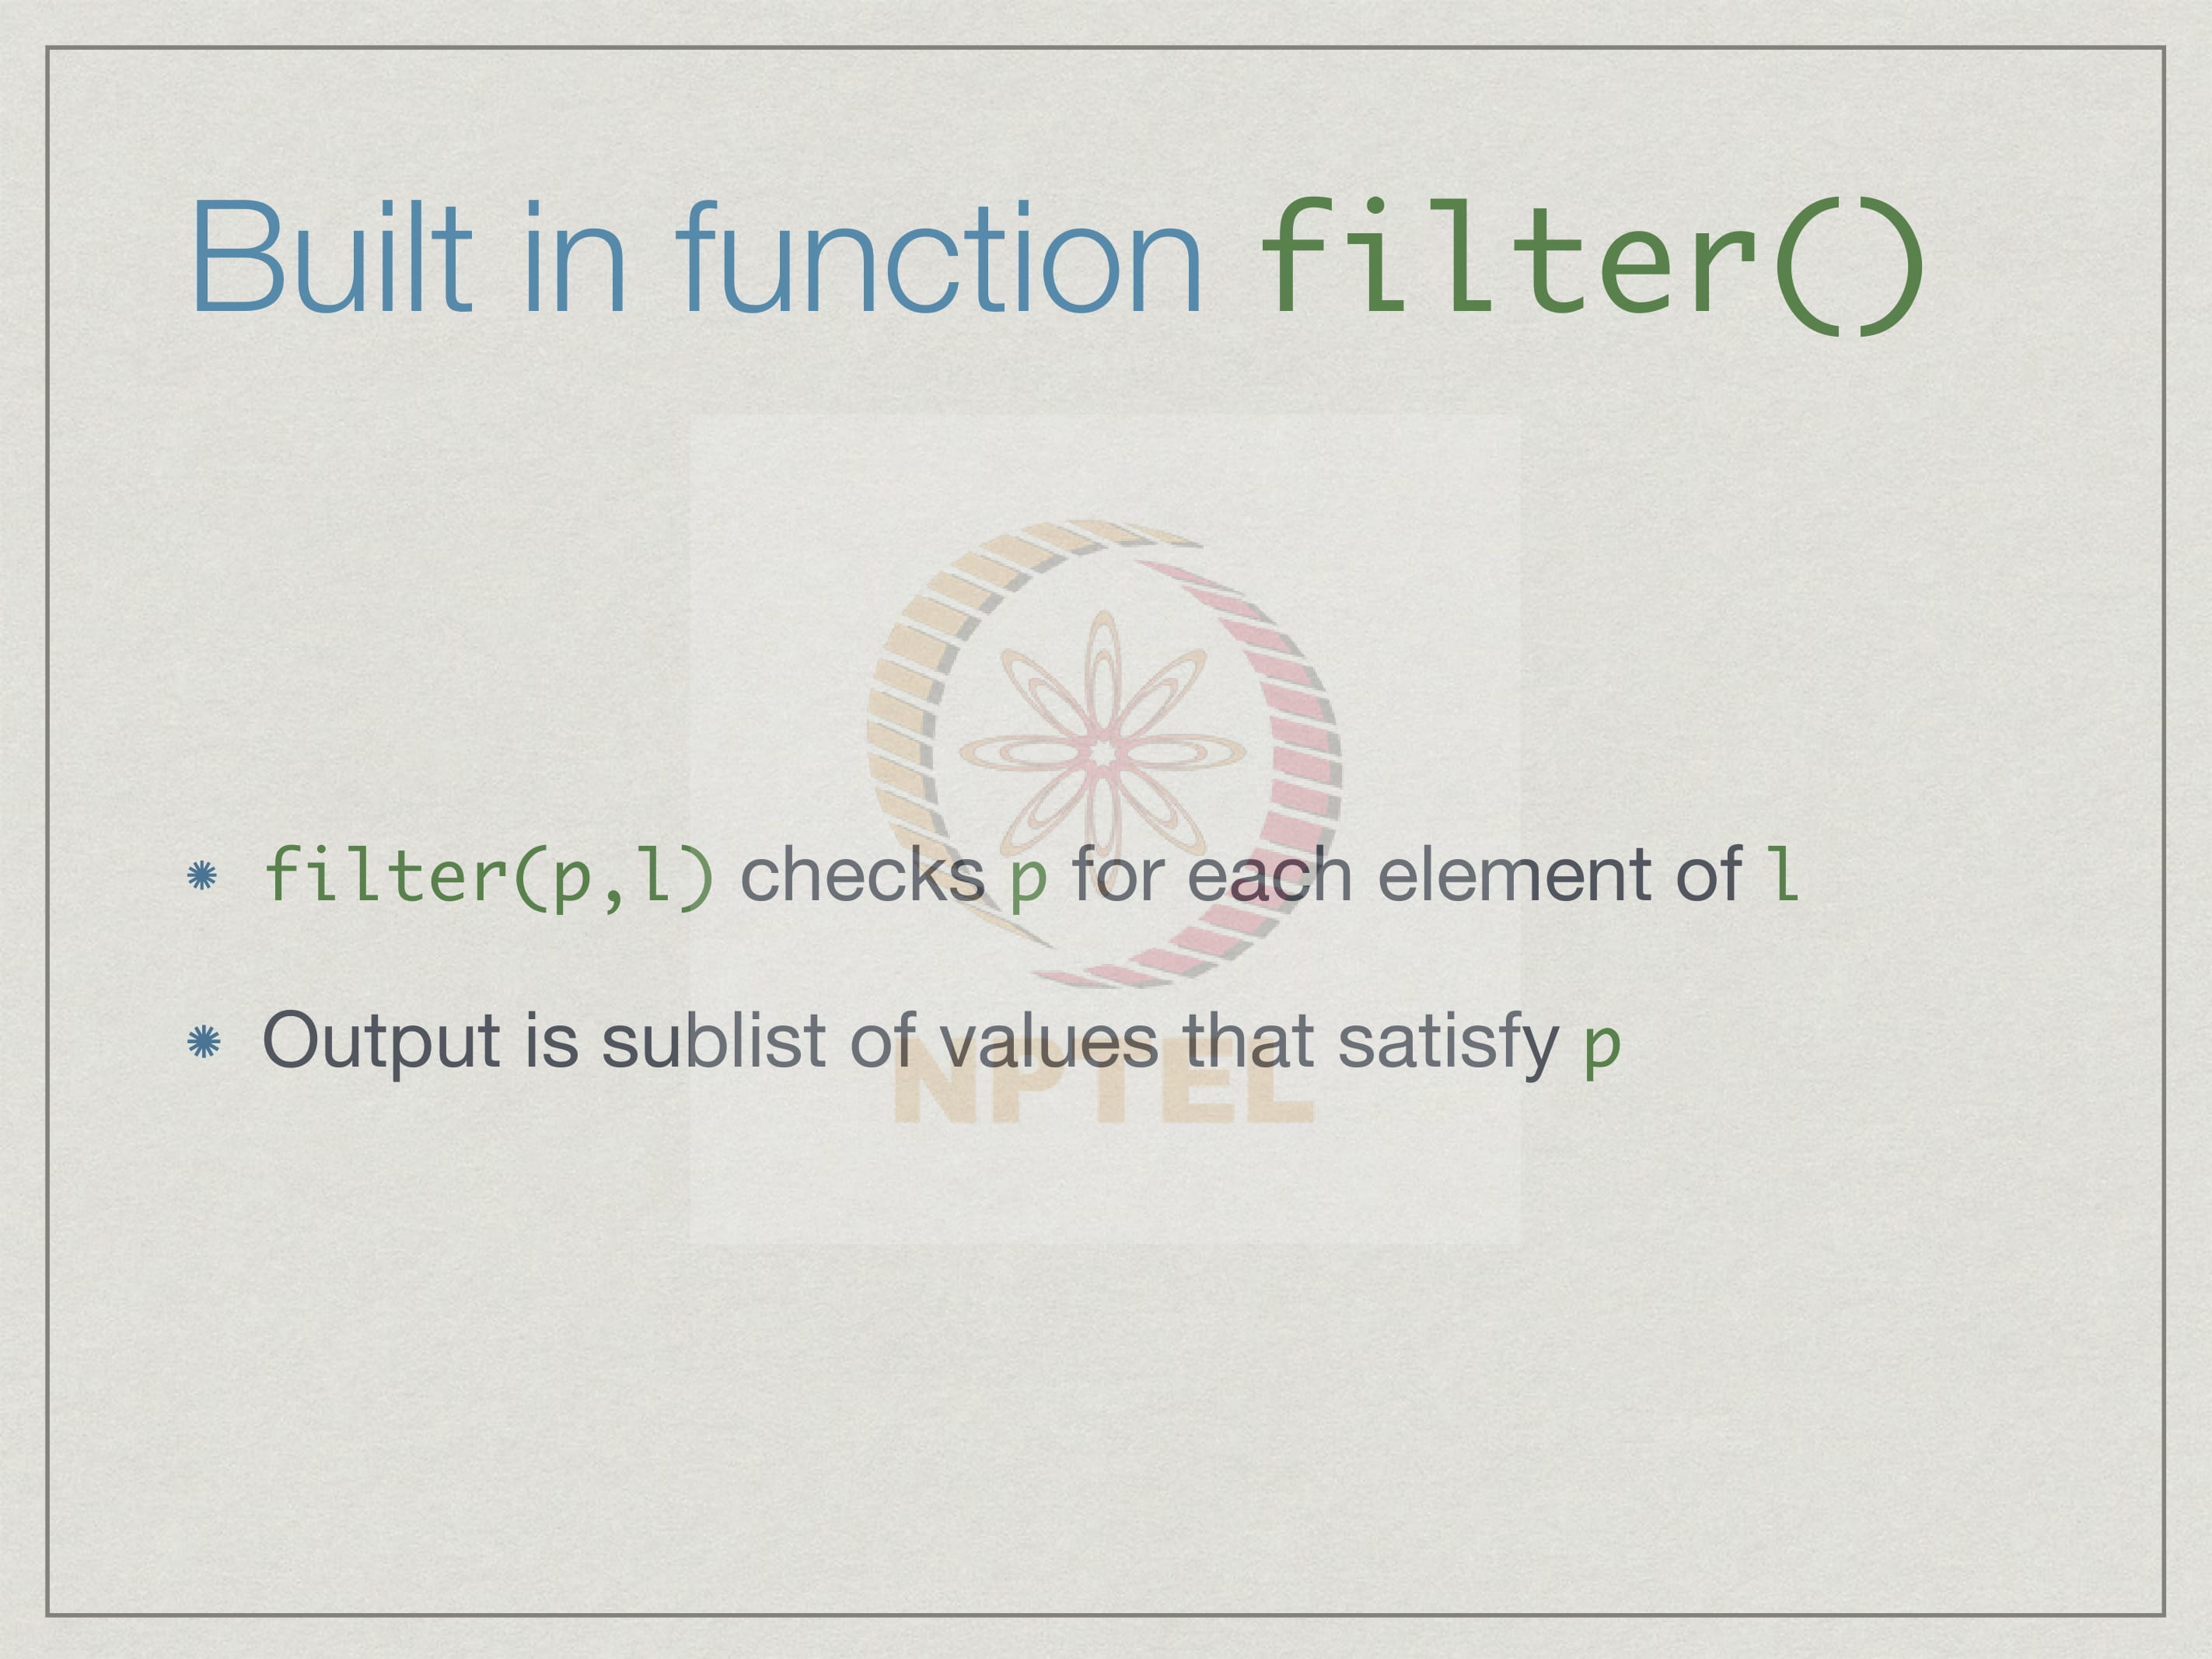 Built in function filter()
filter(p,l) checks p for each element of l
Output is sublist of values that satisfy p
NPTEL